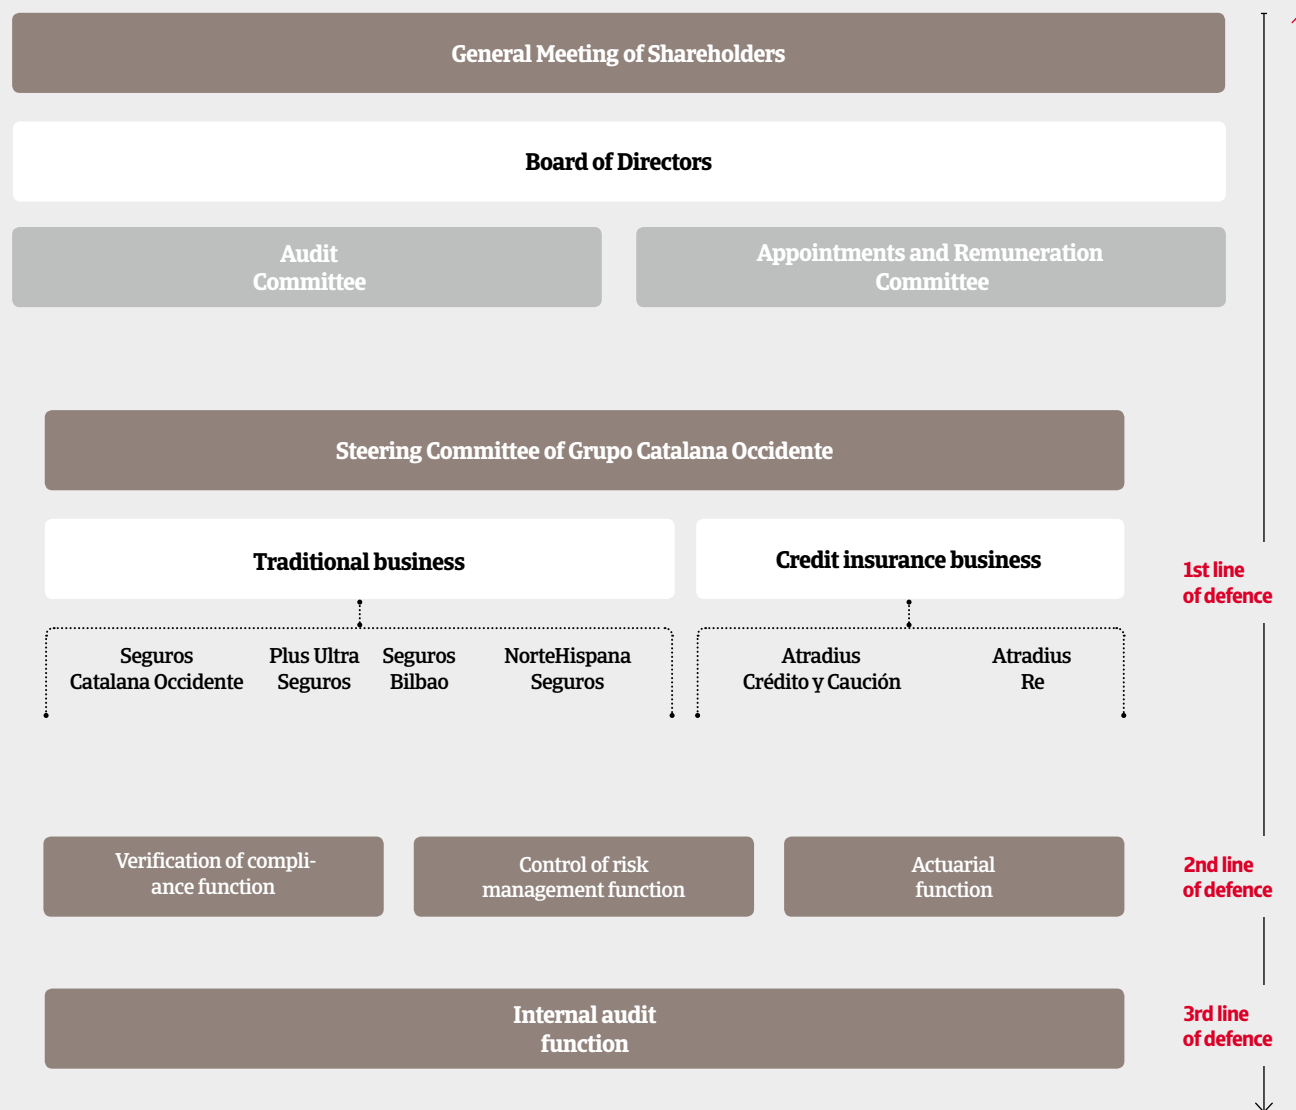 General Meeting of Shareholders
Board of Directors
Audit
Committee
Appointments and Remuneration
Committee
Steering Committee of Grupo Catalana Occidente
Traditional business
Credit insurance business
1st line
of defence
Seguros
Catalana Occidente
Plus Ultra
Seguros
Seguros
Bilbao
NorteHispana
Seguros
Atradius
Crédito y Caución
Atradius
Re
Verification of compli-
ance function
Control of risk
management function
Actuarial
function
2nd line
of defence
Internal audit
function
3rd line
of defence